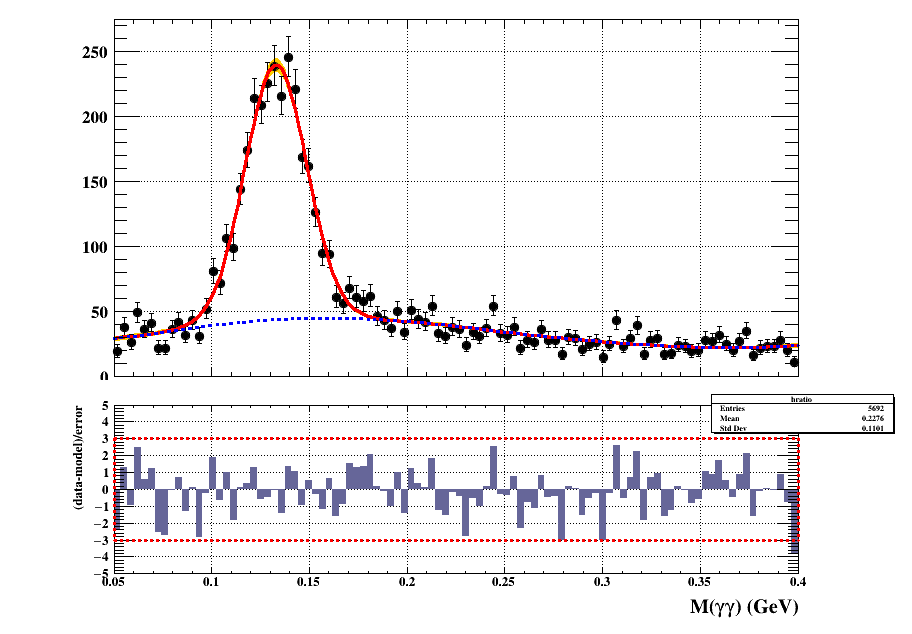 250
200
150
100
50
0
hratio
Entries 5692
Mean 0.2276
Std Dev 0.1101
(data-model)/error
5
4
3
2
1
0
−1
−2
−3
−4
−5
0.05 0.1 0.15 0.2 0.25 0.3 0.35 0.4
M(γγ) (GeV)